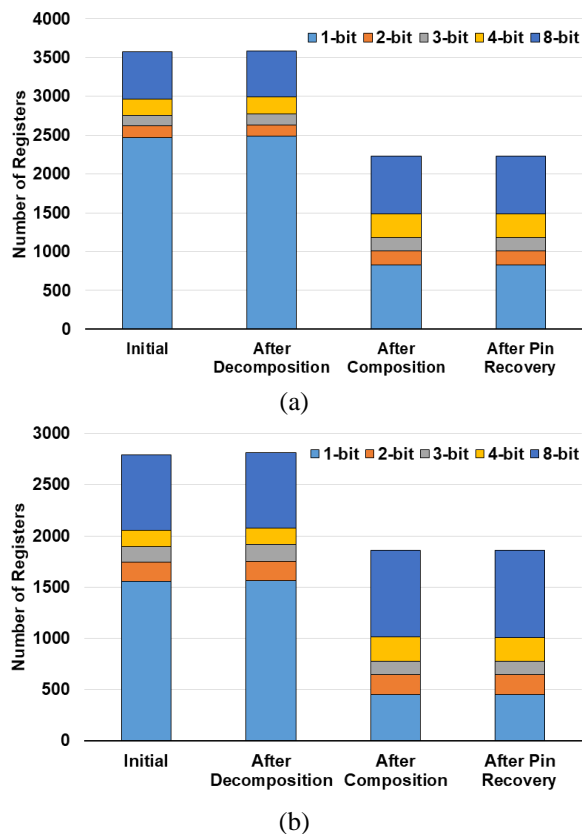 4000
3500
3000
2500
2000
1500
1000
500
0
Number of Registers
1-bit 2-bit 3-bit 4-bit 8-bit
Initial
After Decomposition
After Composition
After Pin Recovery
(a)
3000
2500
2000
1500
1000
500
0
Number of Registers
1-bit 2-bit 3-bit 4-bit 8-bit
Initial
After Decomposition
After Composition
After Pin Recovery
(b)